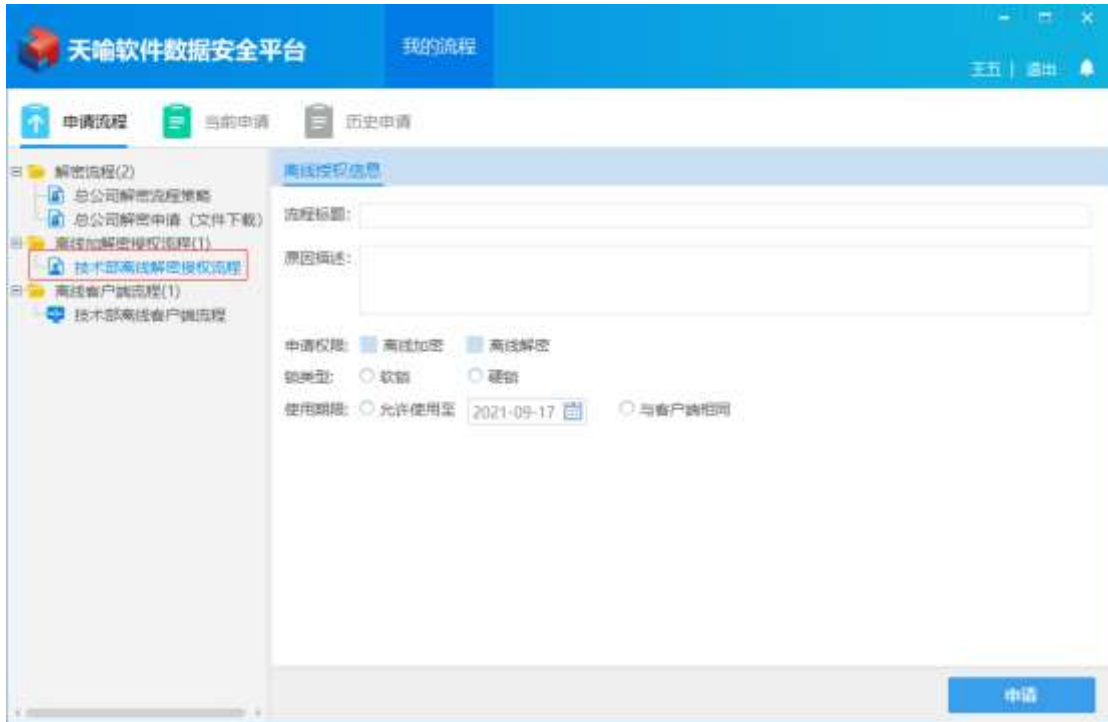 天喻软件数据安全平台
我的流程
王五 | 退出
申请流程
当前申请
历史申请
解密流程(2)
总公司解密流程策略
总公司解密申请（文件下载）
离线加解密授权流程(1)
技术部离线解密授权流程
离线客户端流程(1)
技术部离线客户端流程
离线授权信息
流程标题:
原因描述:
申请权限: 离线加密 离线解密
锁类型: 软锁 硬锁
使用期限: 允许使用至 2021-09-17 与客户端相同
申请